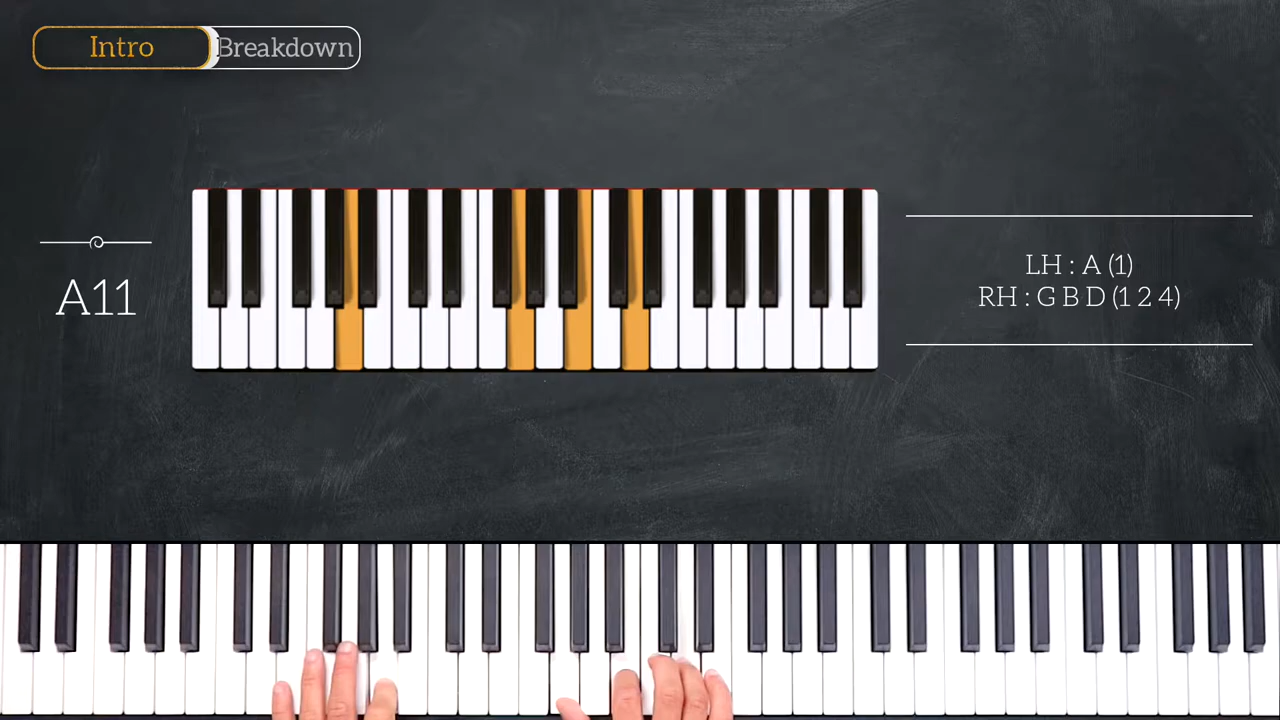 Intro
Breakdown
A11
LH : A (1)
RH : G B D (1 2 4)